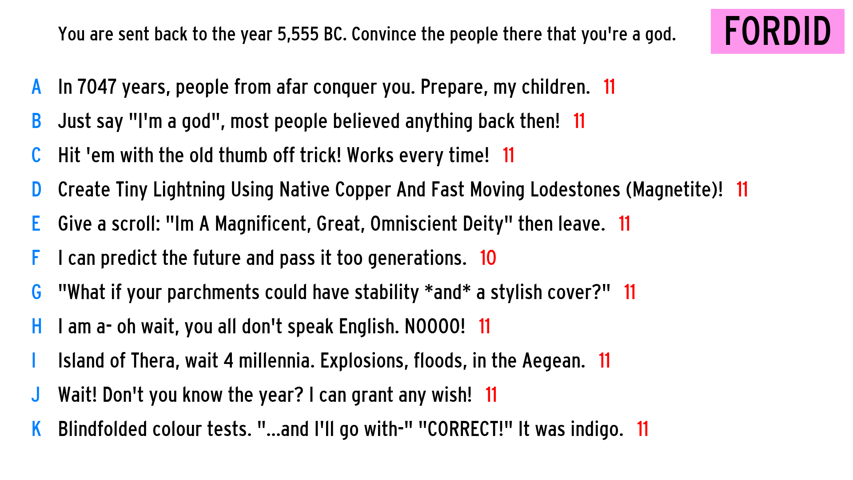 You are sent back to the year 5,555 BC. Convince the people there that you're a god.
FORDID
A In 7047 years, people from afar conquer you. Prepare, my children. 11
B Just say "I'm a god", most people believed anything back then! 11
C Hit 'em with the old thumb off trick! Works every time! 11
D Create Tiny Lightning Using Native Copper And Fast Moving Lodestones (Magnetite)! 11
E Give a scroll: "Im A Magnificent, Great, Omniscient Deity" then leave. 11
F I can predict the future and pass it too generations. 10
G "What if your parchments could have stability *and* a stylish cover?" 11
H I am a- oh wait, you all don't speak English. NOOOO! 11
I Island of Thera, wait 4 millennia. Explosions, floods, in the Aegean. 11
J Wait! Don't you know the year? I can grant any wish! 11
K Blindfolded colour tests. "...and I'll go with-" "CORRECT!" It was indigo. 11